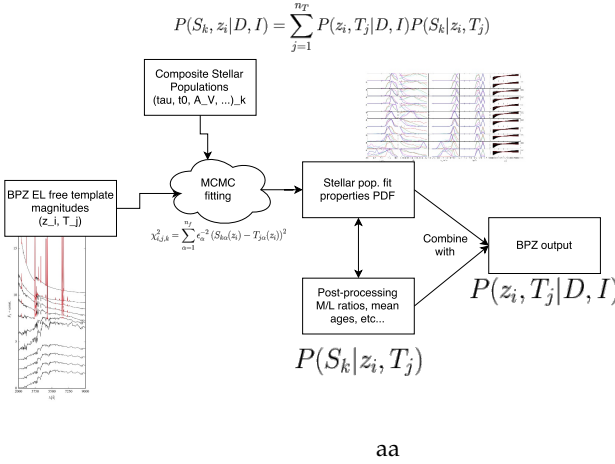 P(S_k, z_i|D, I) = \sum_{j=1}^{n_T} P(z_i, T_j|D, I)P(S_k|z_i, T_j)
Composite Stellar
Populations
(tau, t0, A_V, ...)_k
BPZ EL free template
magnitudes
(z_i, T_j)
MCMC
fitting
\chi^2_{i,j,k} = \sum_{\alpha=1}^{n_f} \epsilon_\alpha^{-2} (S_{k\alpha}(z_i) − T_{j\alpha}(z_i))^2
Stellar pop. fit
properties PDF
Combine
with
BPZ output
P(z_i, T_j|D, I)
Post-processing
M/L ratios, mean
ages, etc...
P(S_k|z_i, T_j)
aa